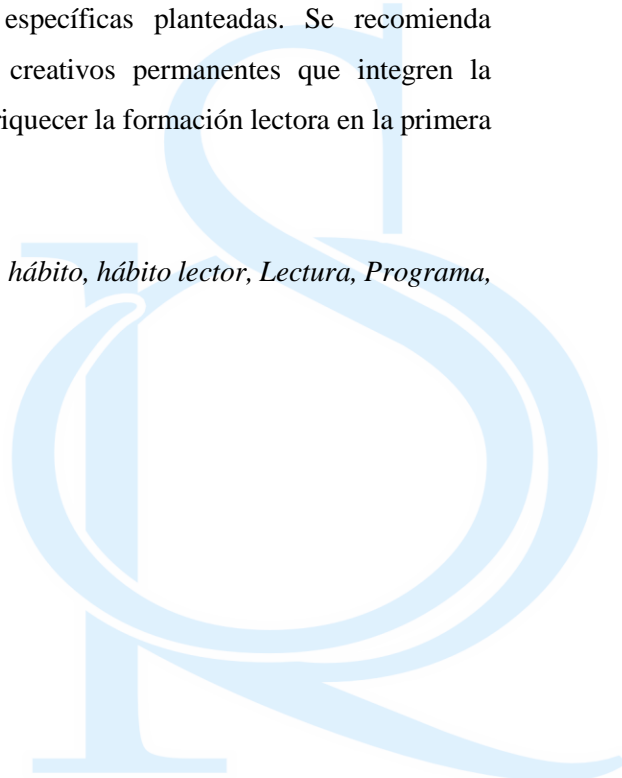 específicas planteadas. Se recomienda
creativos permanentes que integren la
riquecer la formación lectora en la primera
hábito, hábito lector, Lectura, Programa,